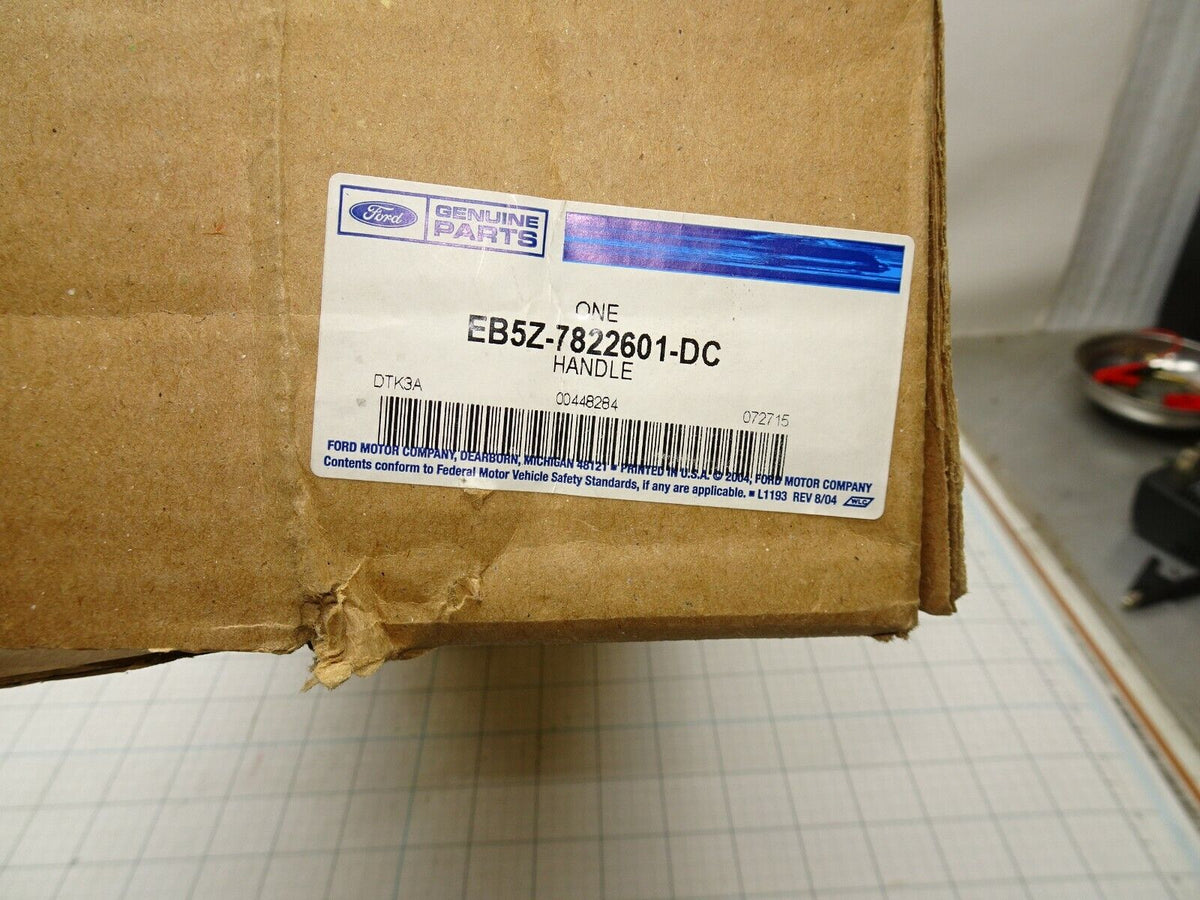 Ford GENUINE
PARTS
ONE
EB5Z-7822601-DC
HANDLE
DTK3A 00448284 072715
FORD MOTOR COMPANY, DEARBORN, MICHIGAN 48121 ■ PRINTED IN U.S.A. © 2004, FORD MOTOR COMPANY
Contents conform to Federal Motor Vehicle Safety Standards, if any are applicable. ■ L1193 REV 8/04 WLC